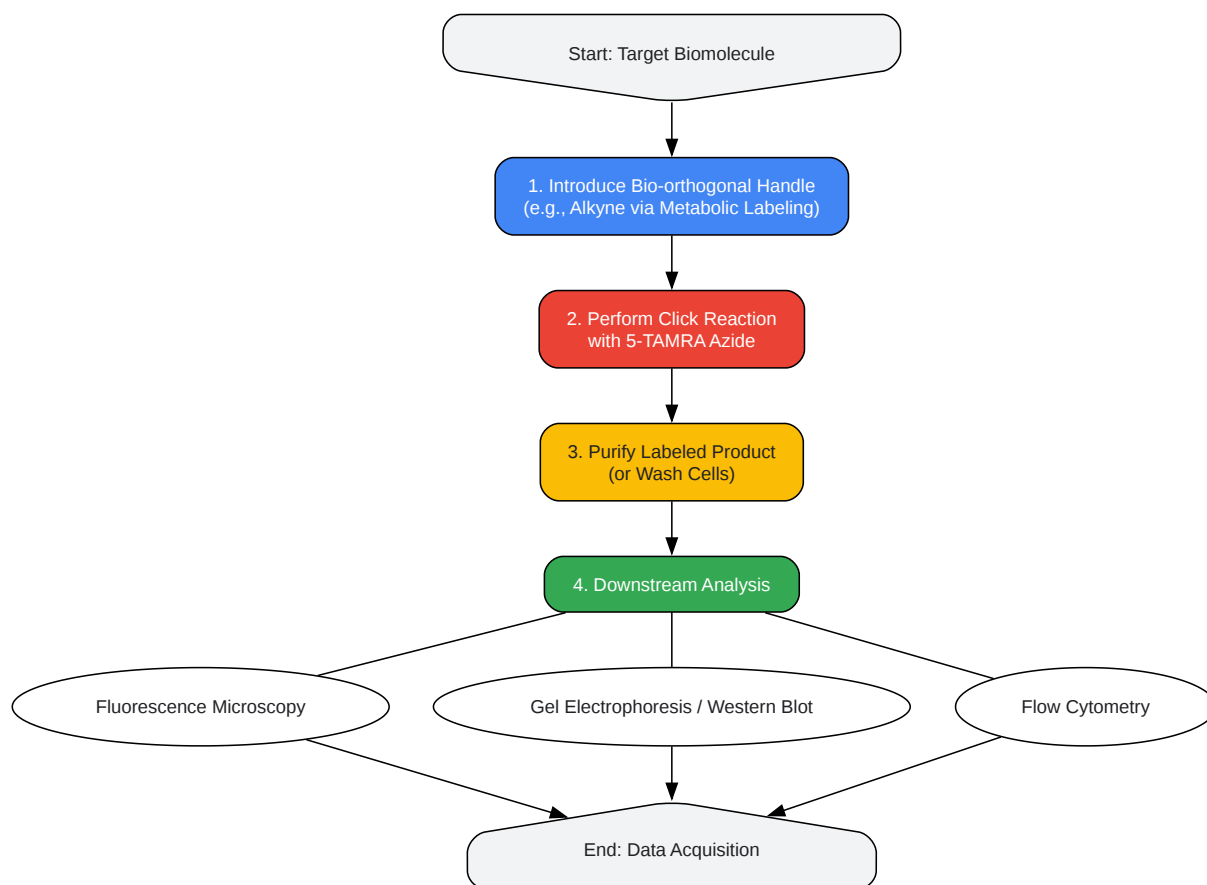 Start: Target Biomolecule
1. Introduce Bio-orthogonal Handle
(e.g., Alkyne via Metabolic Labeling)
2. Perform Click Reaction
with 5-TAMRA Azide
3. Purify Labeled Product
(or Wash Cells)
4. Downstream Analysis
Fluorescence Microscopy
Gel Electrophoresis / Western Blot
Flow Cytometry
End: Data Acquisition